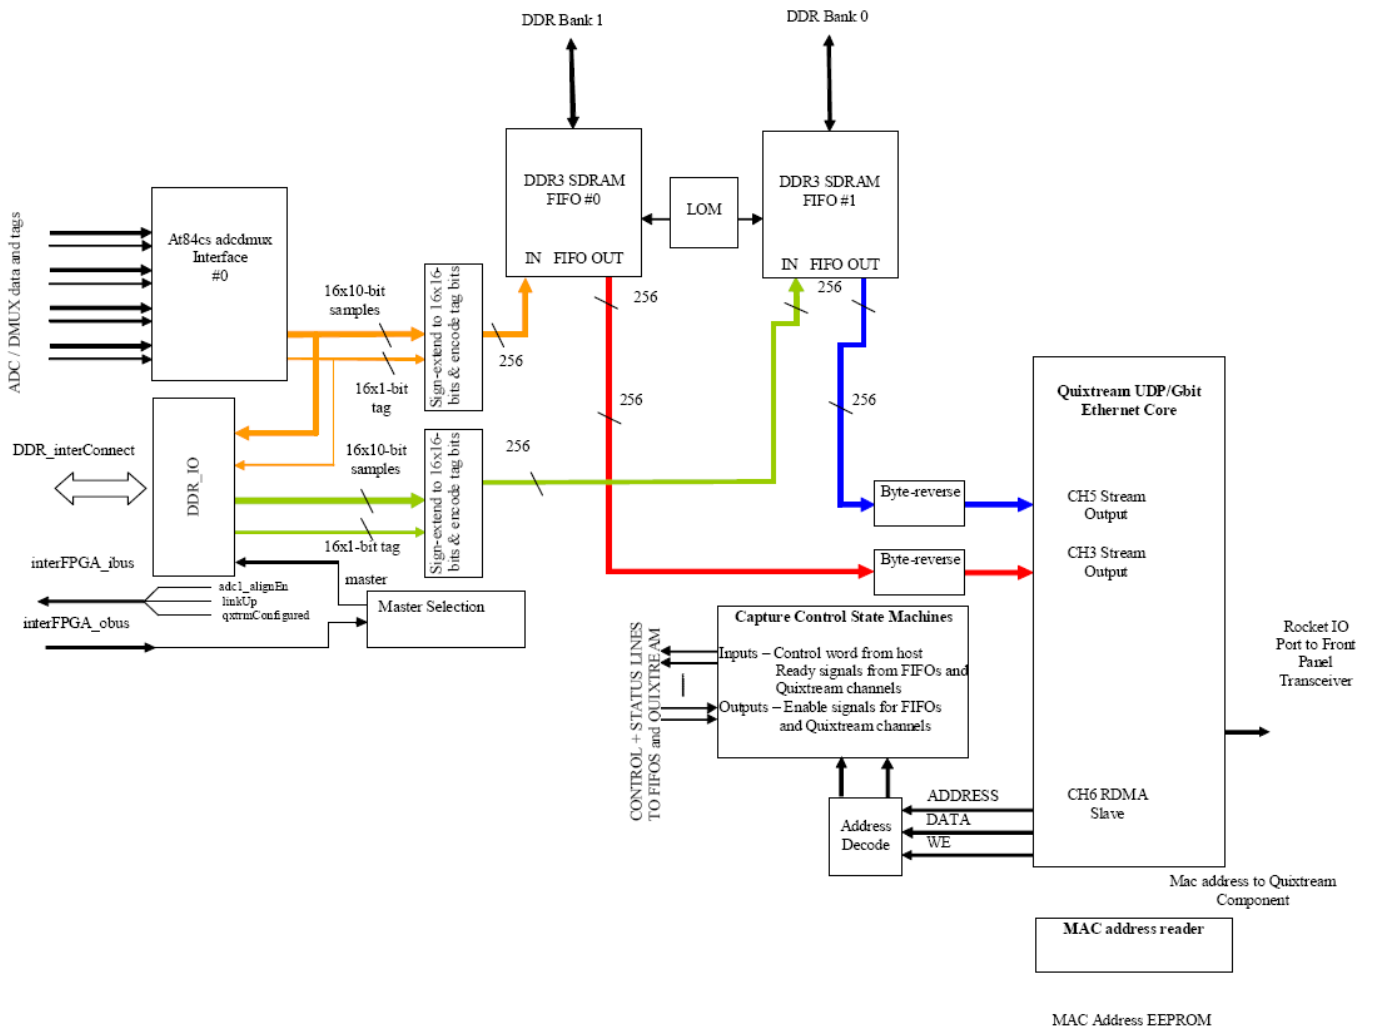 DDR Bank 1
DDR Bank 0
DDR3 SDRAM
FIFO #0
IN FIFO OUT
LOM
DDR3 SDRAM
FIFO #1
IN FIFO OUT
ADC / DMUX data and tags
At84cs adcdmux
Interface
#0
16x10-bit
samples
16x1-bit
tag
Sign-extend to 16x16-
bits & encode tag bits
256
256
256
256
256
DDR_interConnect
DDR_IO
16x10-bit
samples
16x1-bit tag
Sign-extend to 16x16-
bits & encode tag bits
256
Byte-reverse
Byte-reverse
Quixtream UDP/Gbit
Ethernet Core
CH5 Stream
Output
CH3 Stream
Output
interFPGA_ibus
adc1_alignEn
linkUp
qxtrmConfigured
interFPGA_obus
master
Master Selection
CONTROL + STATUS LINES
TO FIFOS and QUIXTREAM
Capture Control State Machines
Inputs – Control word from host
Ready signals from FIFOs and
Quixtream channels
Outputs – Enable signals for FIFOs
and Quixtream channels
Rocket IO
Port to Front
Panel
Transceiver
Address
Decode
ADDRESS
DATA
WE
CH6 RDMA
Slave
Mac address to Quixtream
Component
MAC address reader
MAC Address EEPROM